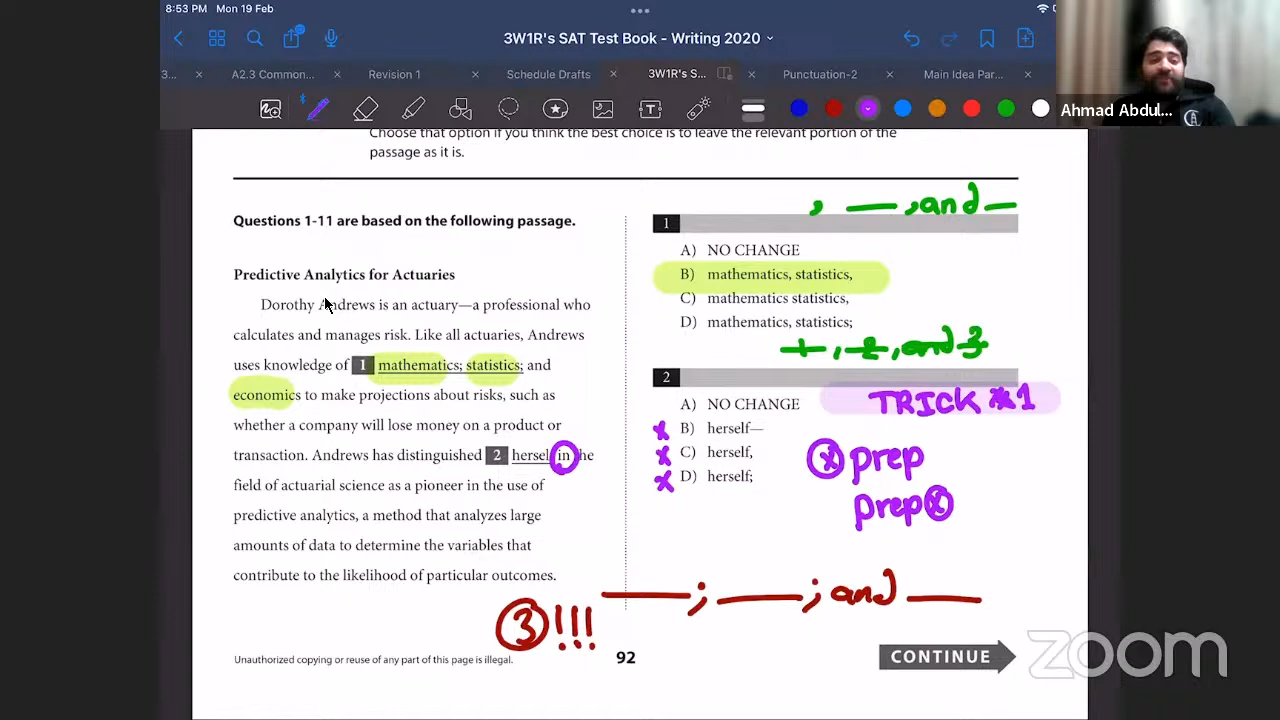 8:53 PM Mon 19 Feb
3W1R's SAT Test Book - Writing 2020
3...
A2.3 Common...
Revision 1
Schedule Drafts
3W1R's S...
Punctuation-2
Main Idea Par...
Ahmad Abdul...
Choose that option if you think the best choice is to leave the relevant portion of the
passage as it is.
Questions 1-11 are based on the following passage.
Predictive Analytics for Actuaries
Dorothy Andrews is an actuary—a professional who
calculates and manages risk. Like all actuaries, Andrews
uses knowledge of 1 mathematics; statistics; and
economics to make projections about risks, such as
whether a company will lose money on a product or
transaction. Andrews has distinguished 2 hersel in the
field of actuarial science as a pioneer in the use of
predictive analytics, a method that analyzes large
amounts of data to determine the variables that
contribute to the likelihood of particular outcomes.
, — , and —
1
A) NO CHANGE
B) mathematics, statistics,
C) mathematics statistics,
D) mathematics, statistics;
1 , 2 , and 3
2
TRICK #1
A) NO CHANGE
x B) herself—
x C) herself,
x D) herself;
x prep
prep x
___ ; ___ ; and ___
3 !!!
Unauthorized copying or reuse of any part of this page is illegal.
92
CONTINUE
zoom